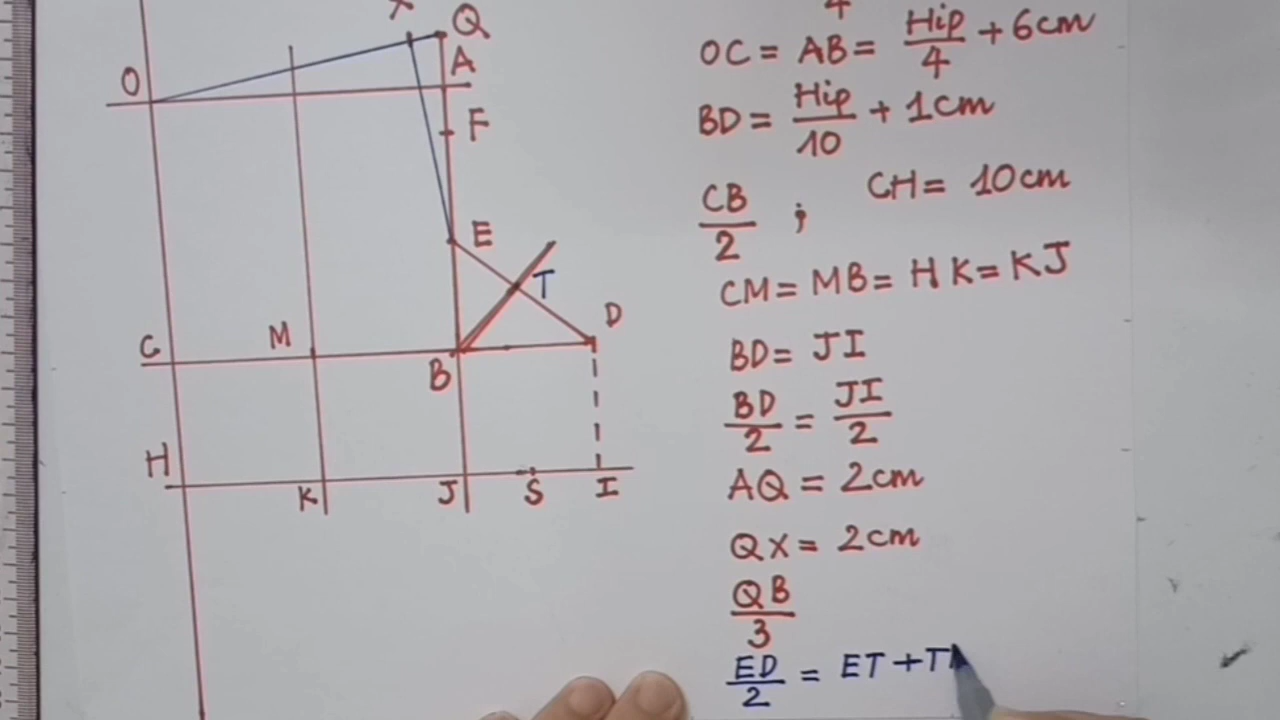 X Q
O A
F
E
T
D
C M
B
H
K J S I
4
OC = AB = Hip/4 + 6cm
BD = Hip/10 + 1cm
CB/2 ; CH = 10cm
CM = MB = HK = KJ
BD = JI
BD/2 = JI/2
AQ = 2cm
QX = 2cm
QB/3
ED/2 = ET + T